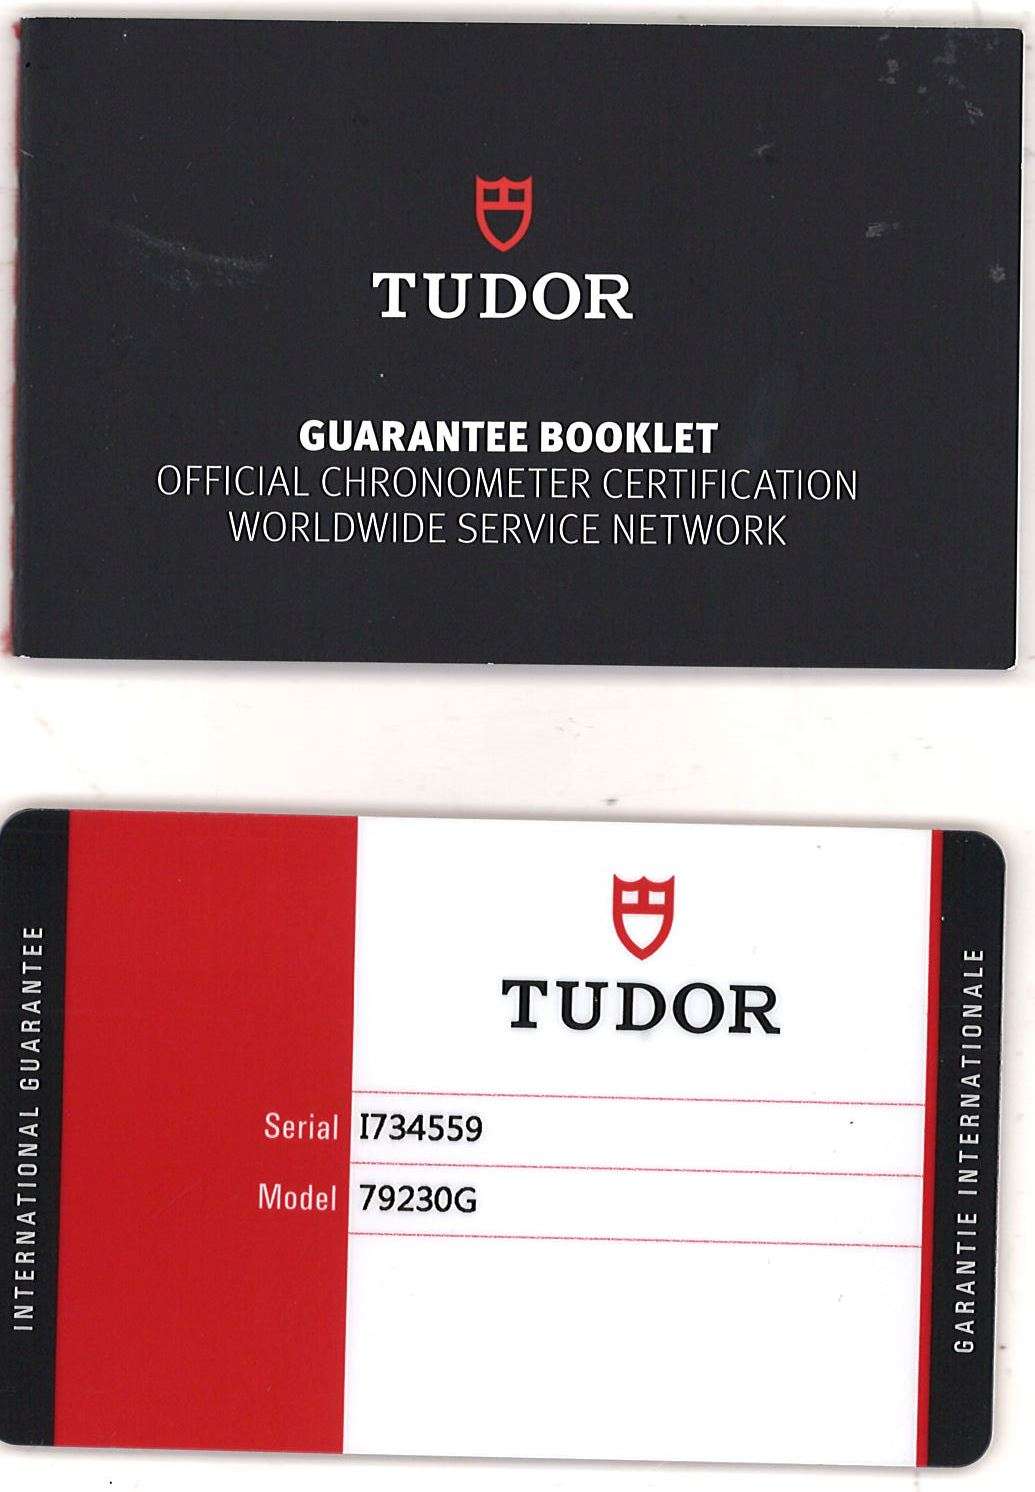 TUDOR
GUARANTEE BOOKLET
OFFICIAL CHRONOMETER CERTIFICATION
WORLDWIDE SERVICE NETWORK
INTERNATIONAL GUARANTEE
TUDOR
Serial I734559
Model 79230G
GARANTIE INTERNATIONALE